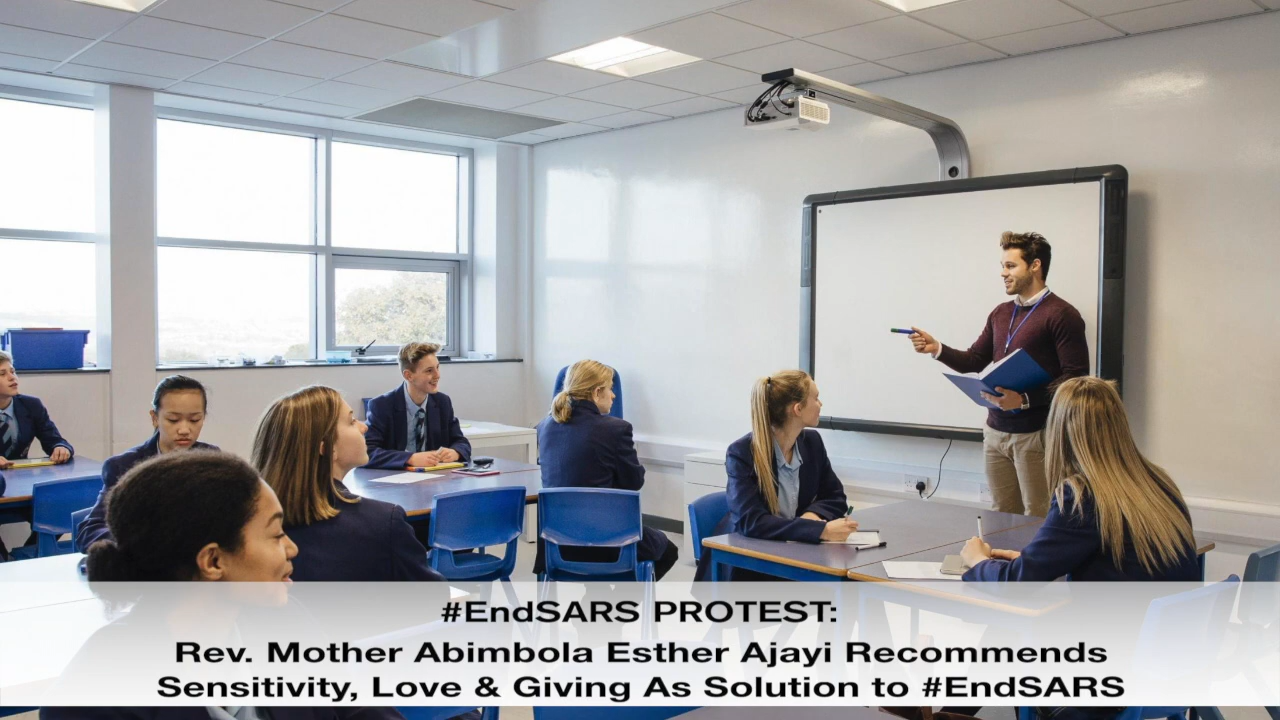 #EndSARS PROTEST:
Rev. Mother Abimbola Esther Ajayi Recommends
Sensitivity, Love & Giving As Solution to #EndSARS